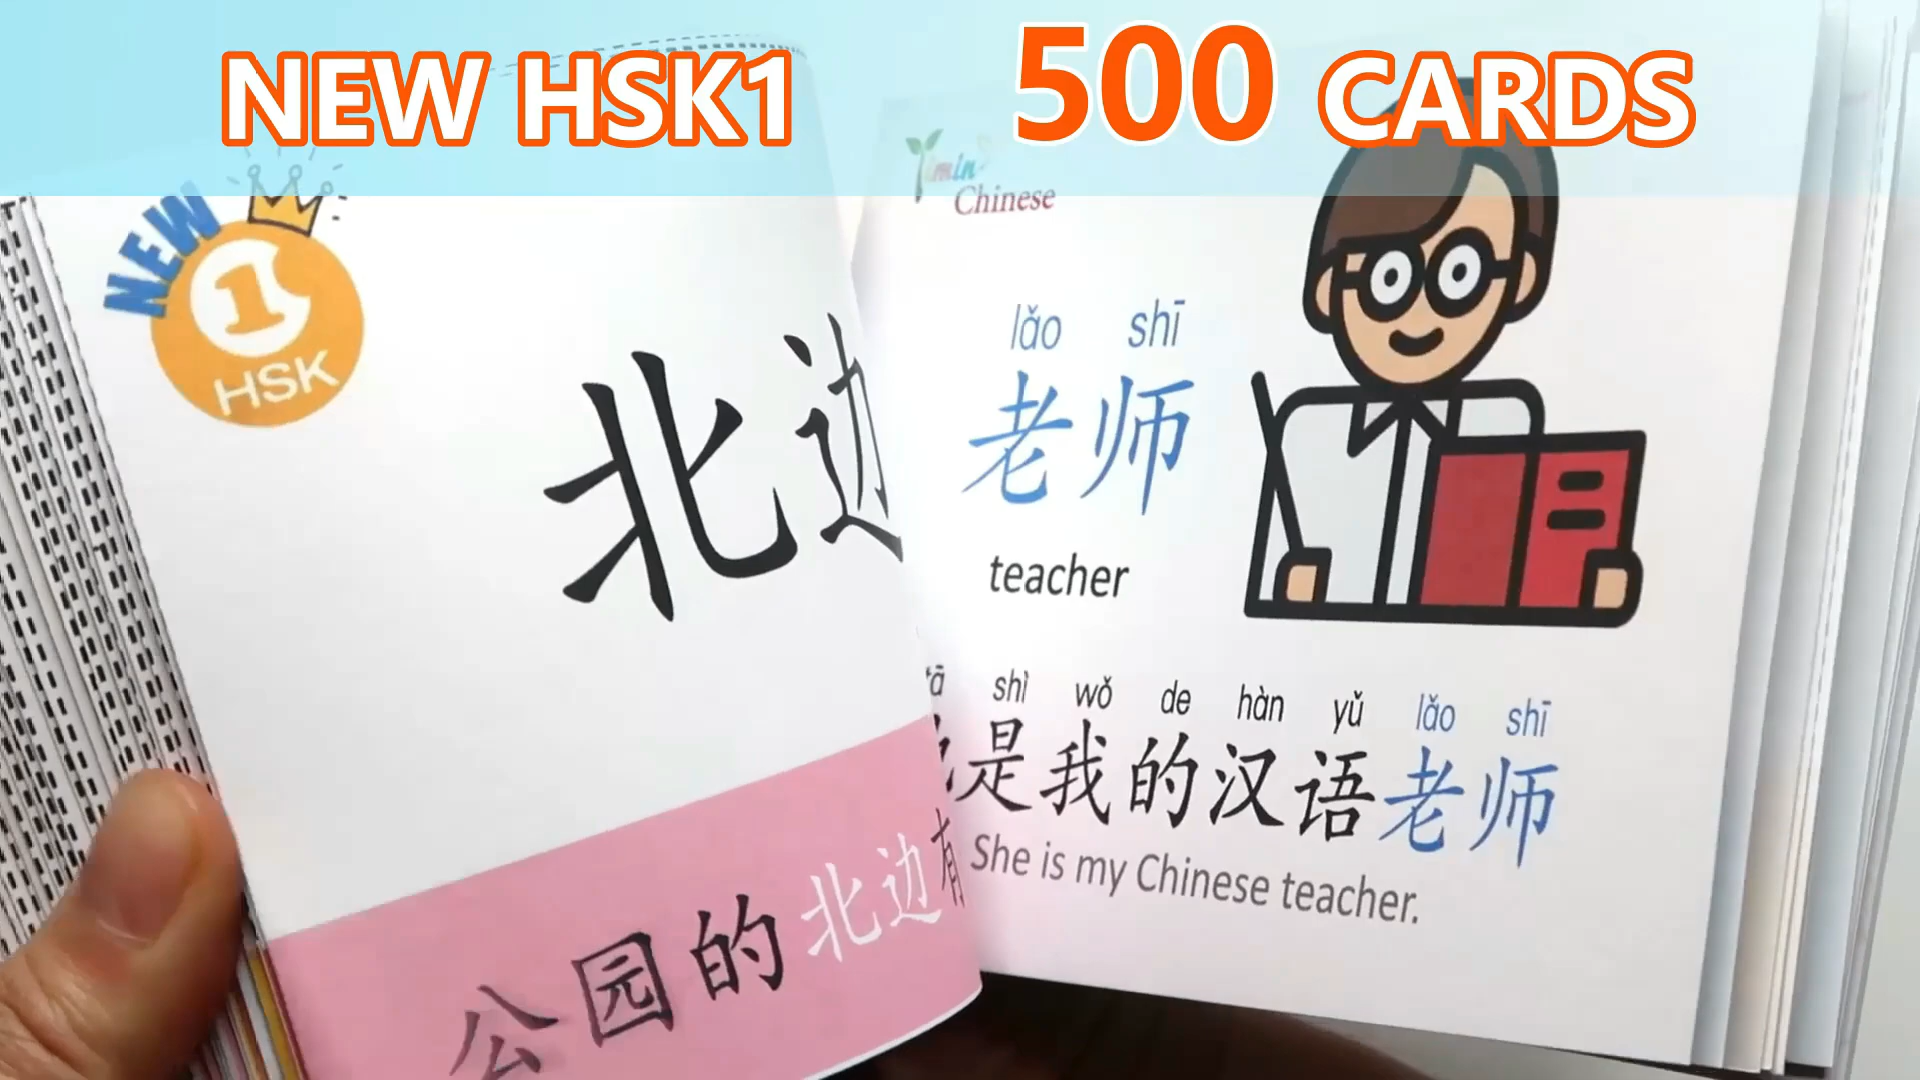 NEW HSK1
500 CARDS
NEW
1
HSK
北边
公园的北边有
Chinese
lǎo shī
老师
teacher
shì wǒ de hàn yǔ lǎo shī
是我的汉语老师
She is my Chinese teacher.